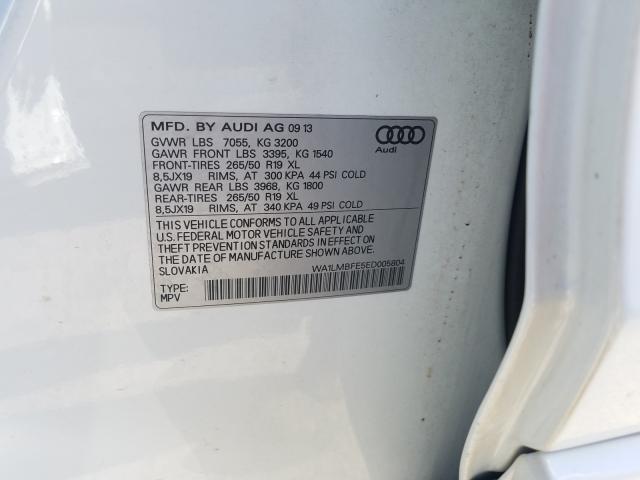 MFD. BY AUDI AG 09 13
GVWR LBS 7055, KG 3200
GAWR FRONT LBS 3395, KG 1540
FRONT-TIRES 265/50 R19 XL
8,5JX19 RIMS, AT 300 KPA 44 PSI COLD
GAWR REAR LBS 3968, KG 1800
REAR-TIRES 265/50 R19 XL
8,5JX19 RIMS, AT 340 KPA 49 PSI COLD
Audi
THIS VEHICLE CONFORMS TO ALL APPLICABLE
U.S. FEDERAL MOTOR VEHICLE SAFETY AND
THEFT PREVENTION STANDARDS IN EFFECT ON
THE DATE OF MANUFACTURE SHOWN ABOVE.
SLOVAKIA
WA1LMBFE5ED005804
TYPE:
MPV